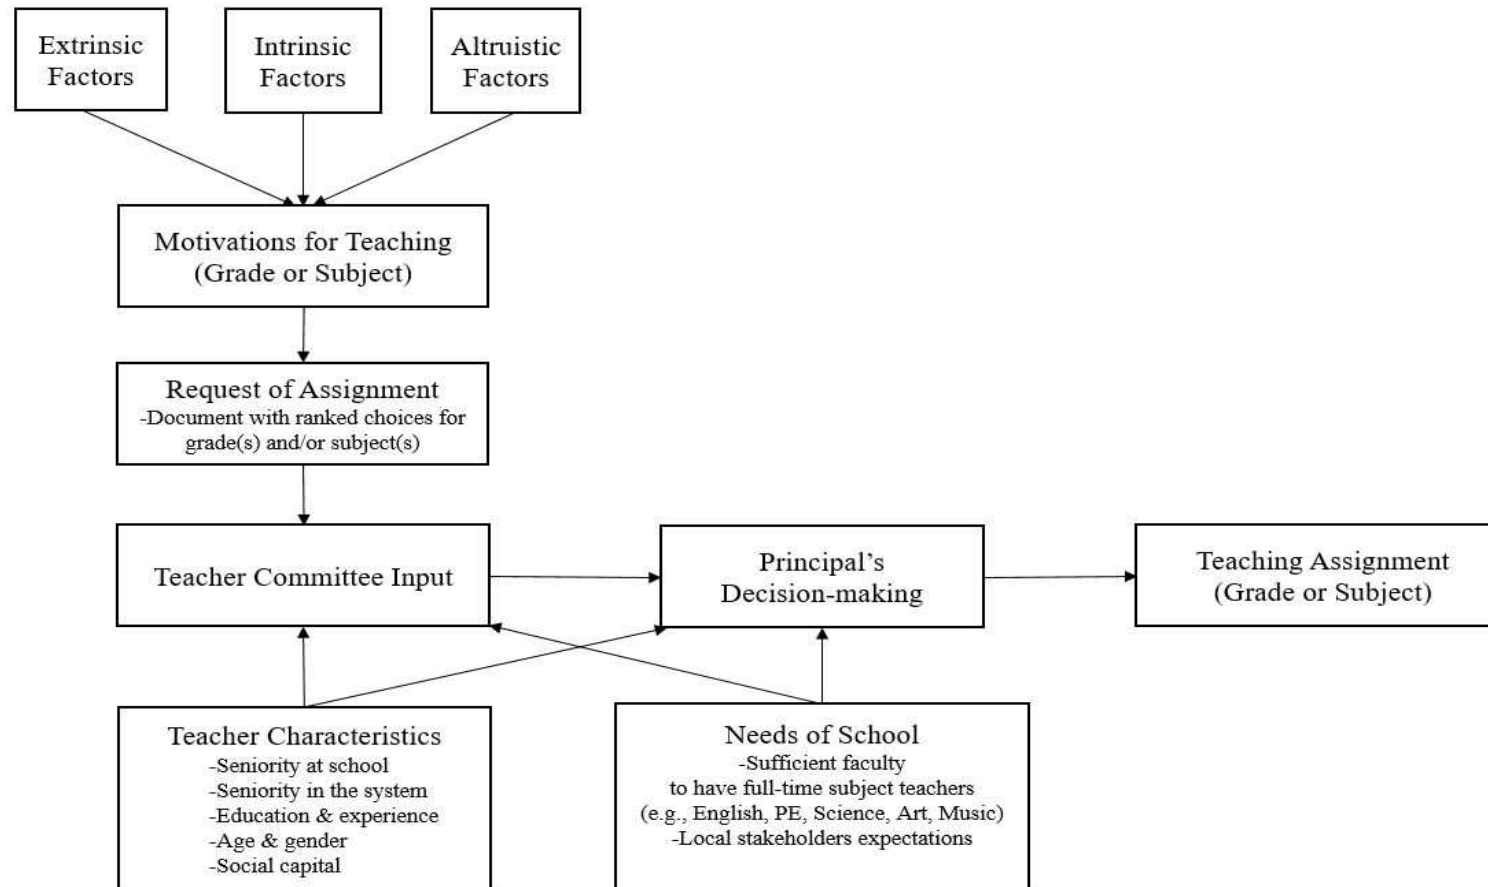 Extrinsic
Factors
Intrinsic
Factors
Altruistic
Factors
Motivations for Teaching
(Grade or Subject)
Request of Assignment
-Document with ranked choices for
grade(s) and/or subject(s)
Teacher Committee Input
Principal’s
Decision-making
Teaching Assignment
(Grade or Subject)
Teacher Characteristics
-Seniority at school
-Seniority in the system
-Education & experience
-Age & gender
-Social capital
Needs of School
-Sufficient faculty
to have full-time subject teachers
(e.g., English, PE, Science, Art, Music)
-Local stakeholders expectations